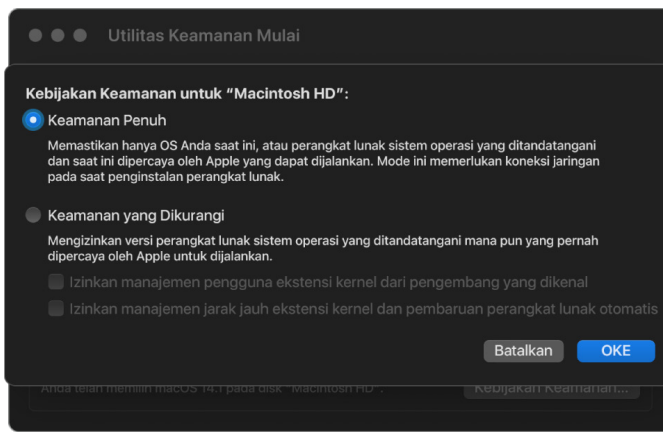 Utilitas Keamanan Mulai
Kebijakan Keamanan untuk “Macintosh HD”:
Keamanan Penuh
Memastikan hanya OS Anda saat ini, atau perangkat lunak sistem operasi yang ditandatangani
dan saat ini dipercaya oleh Apple yang dapat dijalankan. Mode ini memerlukan koneksi jaringan
pada saat penginstalan perangkat lunak.
Keamanan yang Dikurangi
Mengizinkan versi perangkat lunak sistem operasi yang ditandatangani mana pun yang pernah
dipercaya oleh Apple untuk dijalankan.
Izinkan manajemen pengguna ekstensi kernel dari pengembang yang dikenal
Izinkan manajemen jarak jauh ekstensi kernel dan pembaruan perangkat lunak otomatis
Batalkan OKE
Anda telah memilih macOS 14.1 pada disk “Macintosh HD”. Kebijakan Keamanan...